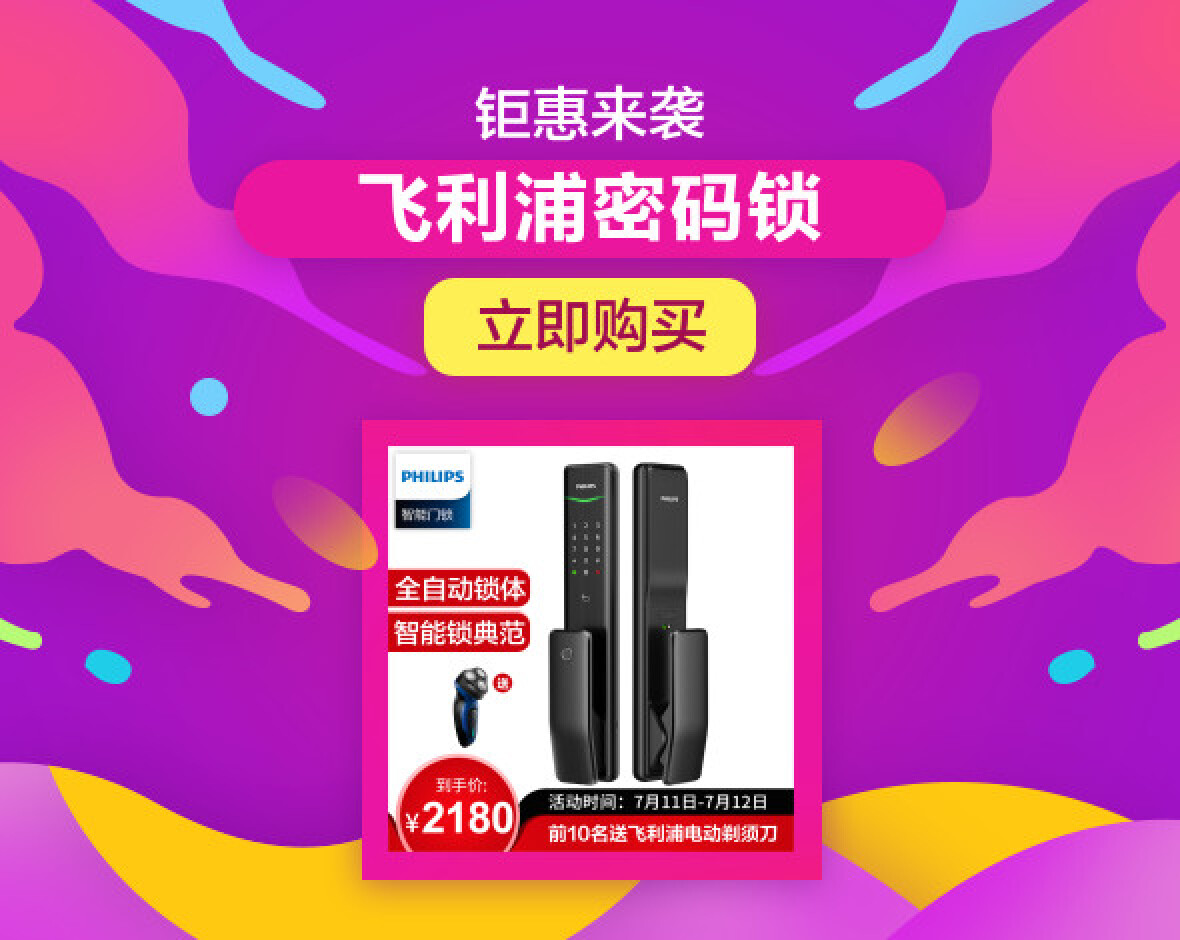 钜惠来袭
飞利浦密码锁
立即购买
PHILIPS
智能门锁
PHILIPS
PHILIPS
全自动锁体
智能锁典范
送
到手价:
¥2180
活动时间：7月11日-7月12日
前10名送飞利浦电动剃须刀